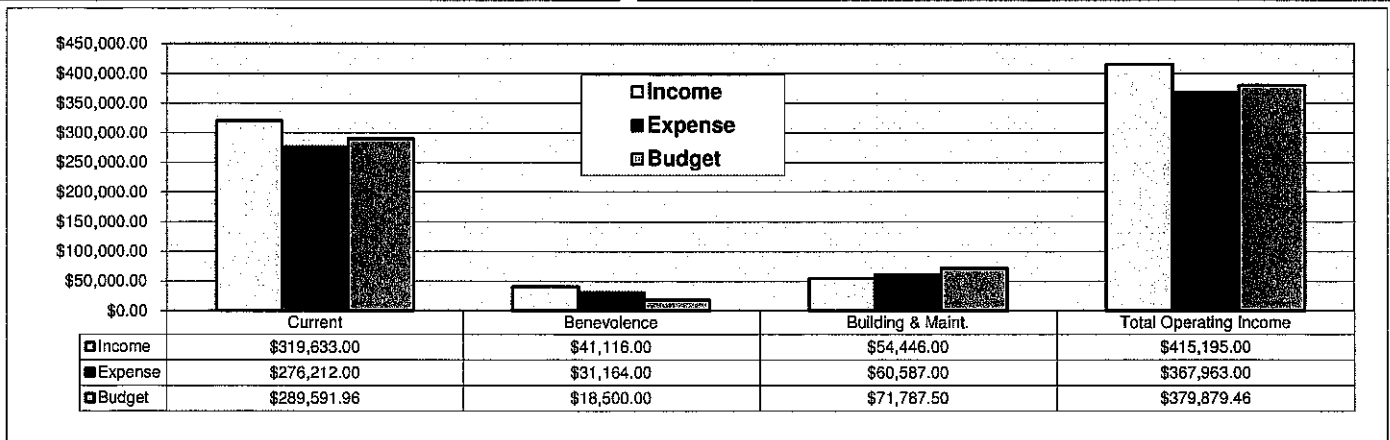 $450,000.00
$400,000.00
$350,000.00
$300,000.00
$250,000.00
$200,000.00
$150,000.00
$100,000.00
$50,000.00
$0.00
Income
Expense
Budget
Current Benevolence Building & Maint. Total Operating Income
Income $319,633.00 $41,116.00 $54,446.00 $415,195.00
Expense $276,212.00 $31,164.00 $60,587.00 $367,963.00
Budget $289,591.96 $18,500.00 $71,787.50 $379,879.46